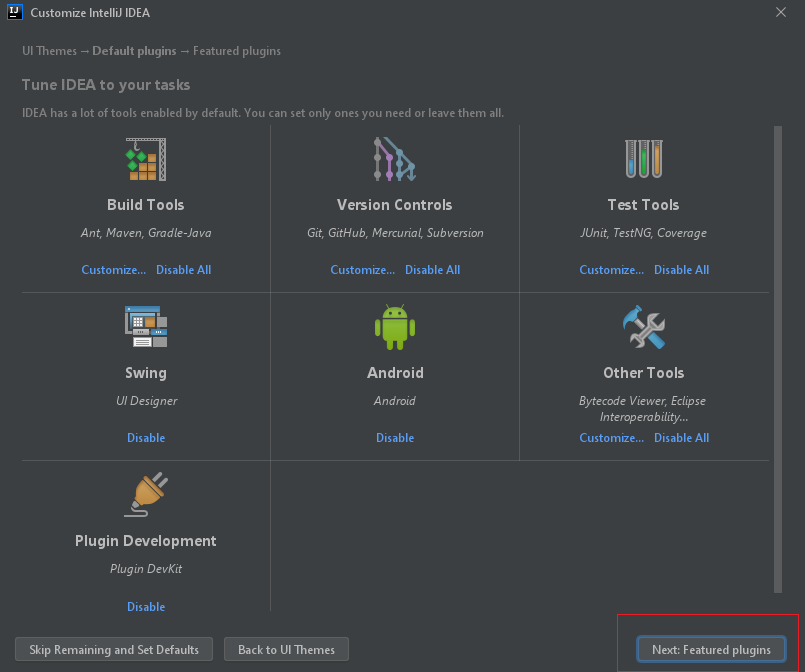 IJ
Customize IntelliJ IDEA
UI Themes → Default plugins → Featured plugins
Tune IDEA to your tasks
IDEA has a lot of tools enabled by default. You can set only ones you need or leave them all.
Build Tools
Ant, Maven, Gradle-Java
Customize... Disable All
Version Controls
Git, GitHub, Mercurial, Subversion
Customize... Disable All
Test Tools
JUnit, TestNG, Coverage
Customize... Disable All
Swing
UI Designer
Disable
Android
Android
Disable
Other Tools
Bytecode Viewer, Eclipse
Interoperability...
Customize... Disable All
Plugin Development
Plugin DevKit
Disable
Skip Remaining and Set Defaults Back to UI Themes Next: Featured plugins